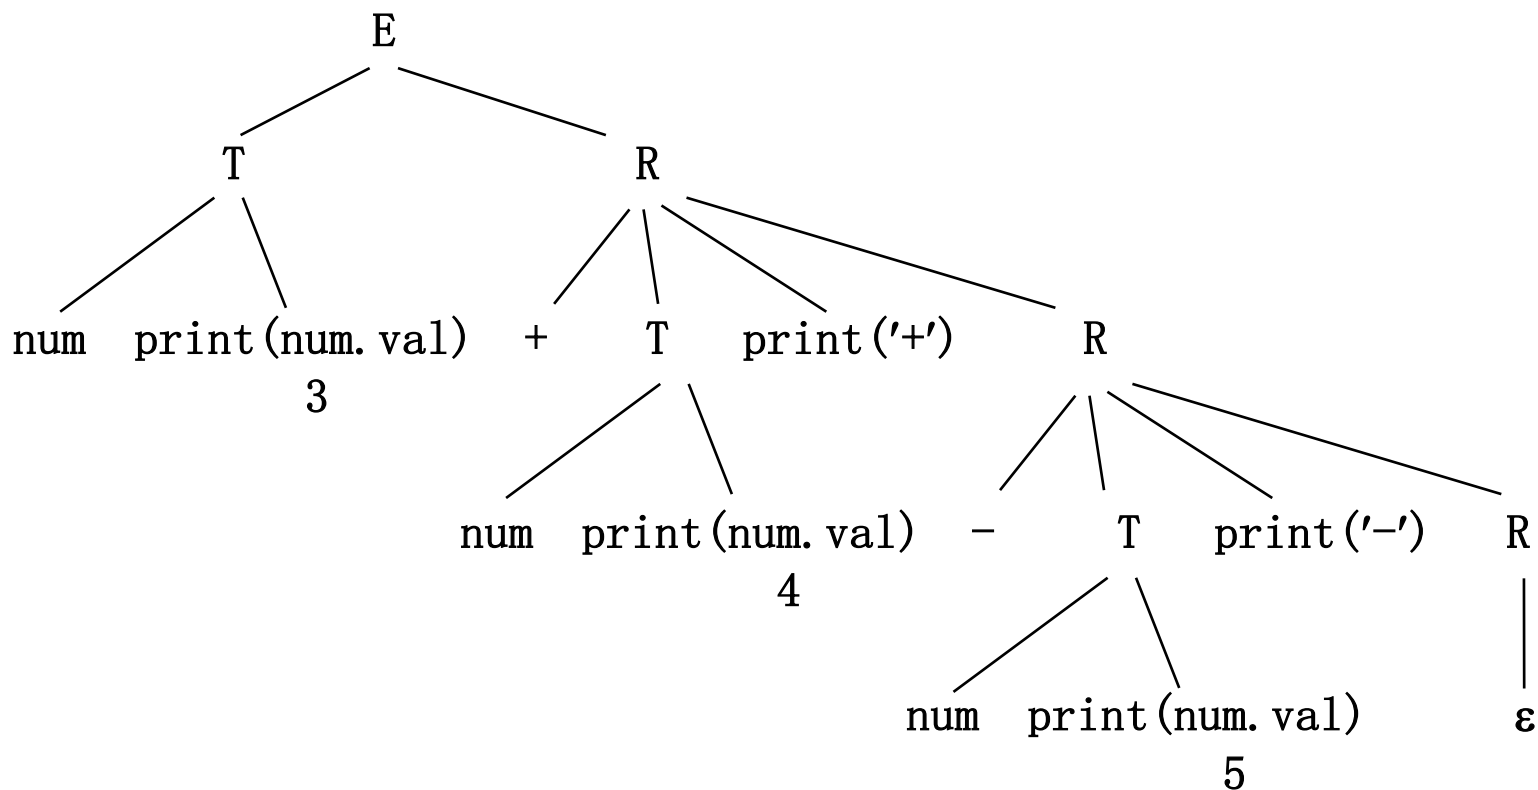 E
T R
num print(num.val) + T print('+') R
3
num print(num.val) - T print('-') R
4
num print(num.val) ε
5